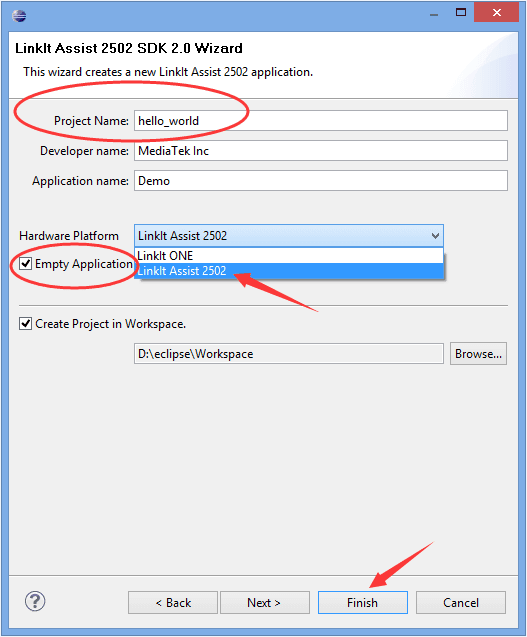 LinkIt Assist 2502 SDK 2.0 Wizard
This wizard creates a new LinkIt Assist 2502 application.
Project Name: hello_world
Developer name: MediaTek Inc
Application name: Demo
Hardware Platform LinkIt Assist 2502
LinkIt ONE
Empty Application LinkIt Assist 2502
Create Project in Workspace.
D:\eclipse\Workspace Browse...
? < Back Next > Finish Cancel